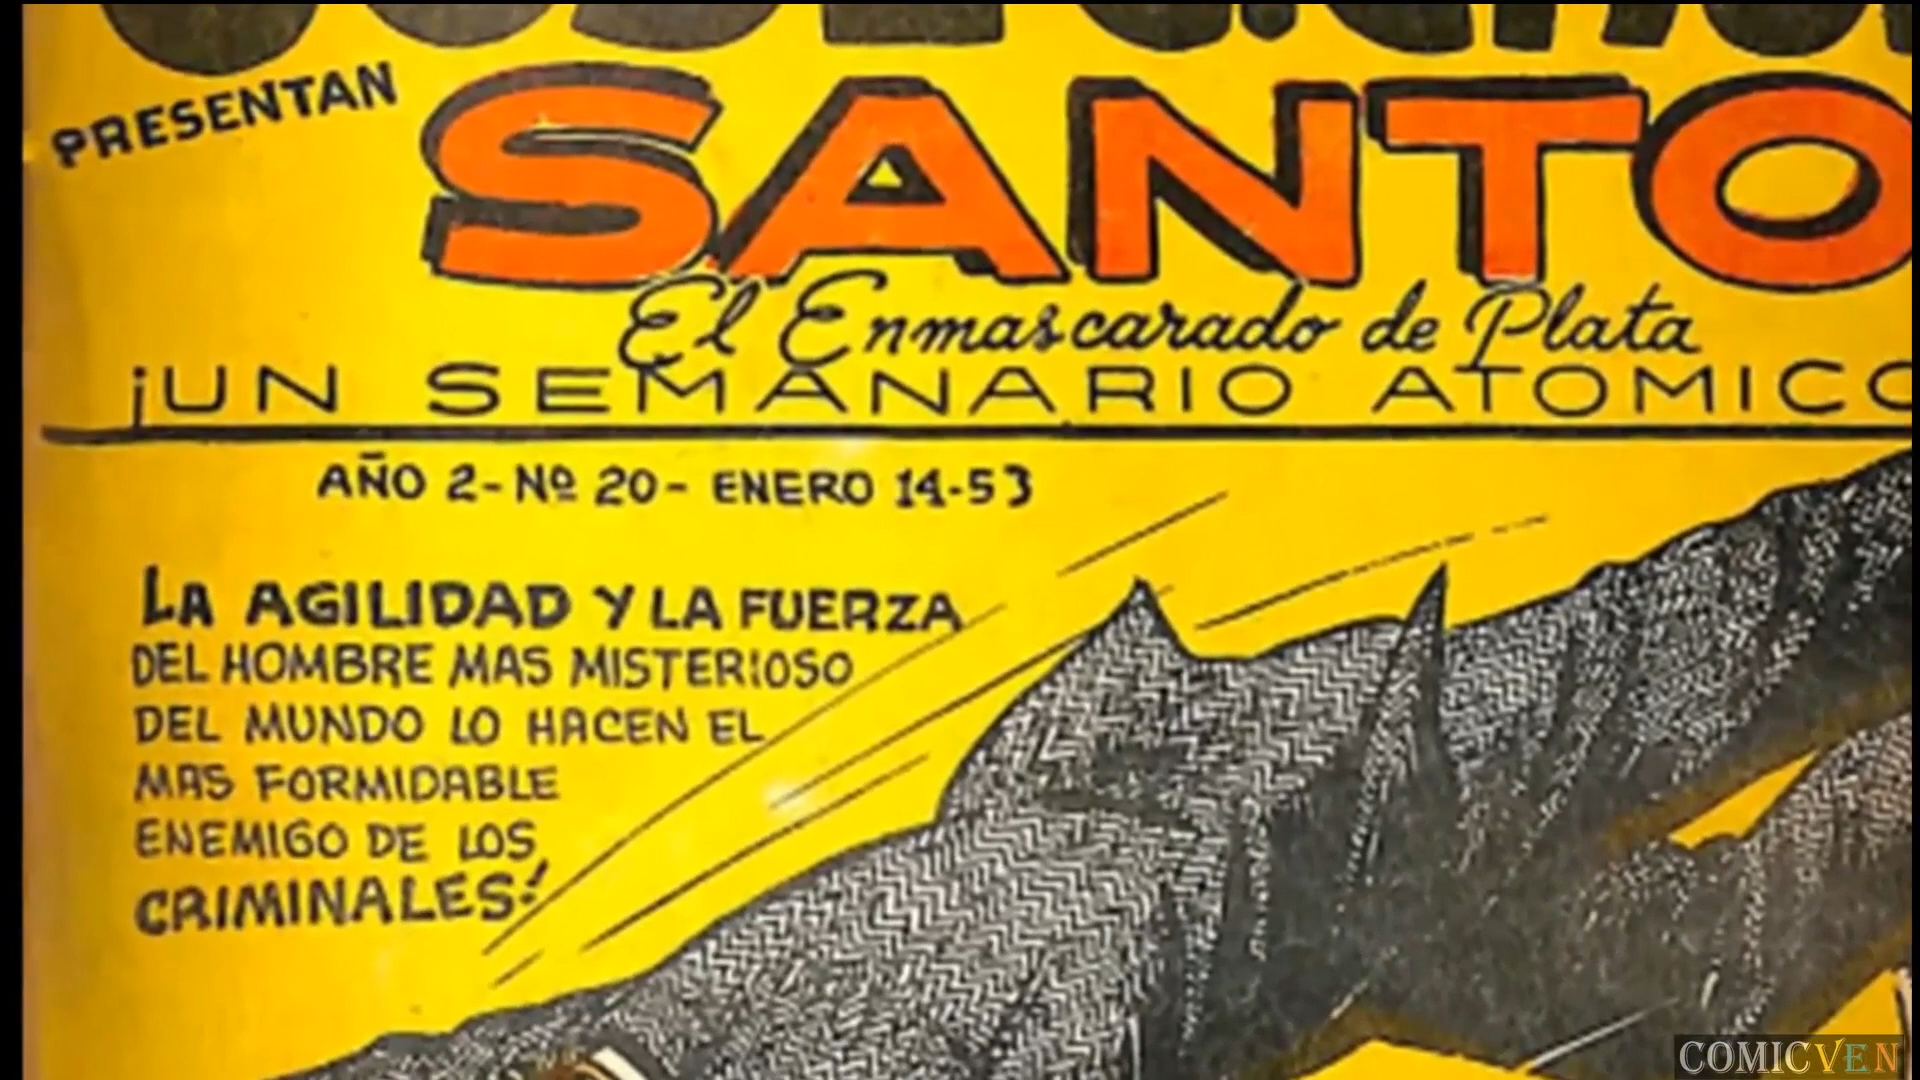 PRESENTAN
SANTO
El Enmascarado de Plata
¡UN SEMANARIO ATOMICO
AÑO 2-Nº 20- ENERO 14-53
LA AGILIDAD Y LA FUERZA
DEL HOMBRE MAS MISTERIOSO
DEL MUNDO LO HACEN EL
MAS FORMIDABLE
ENEMIGO DE LOS
CRIMINALES!
COMICVEN